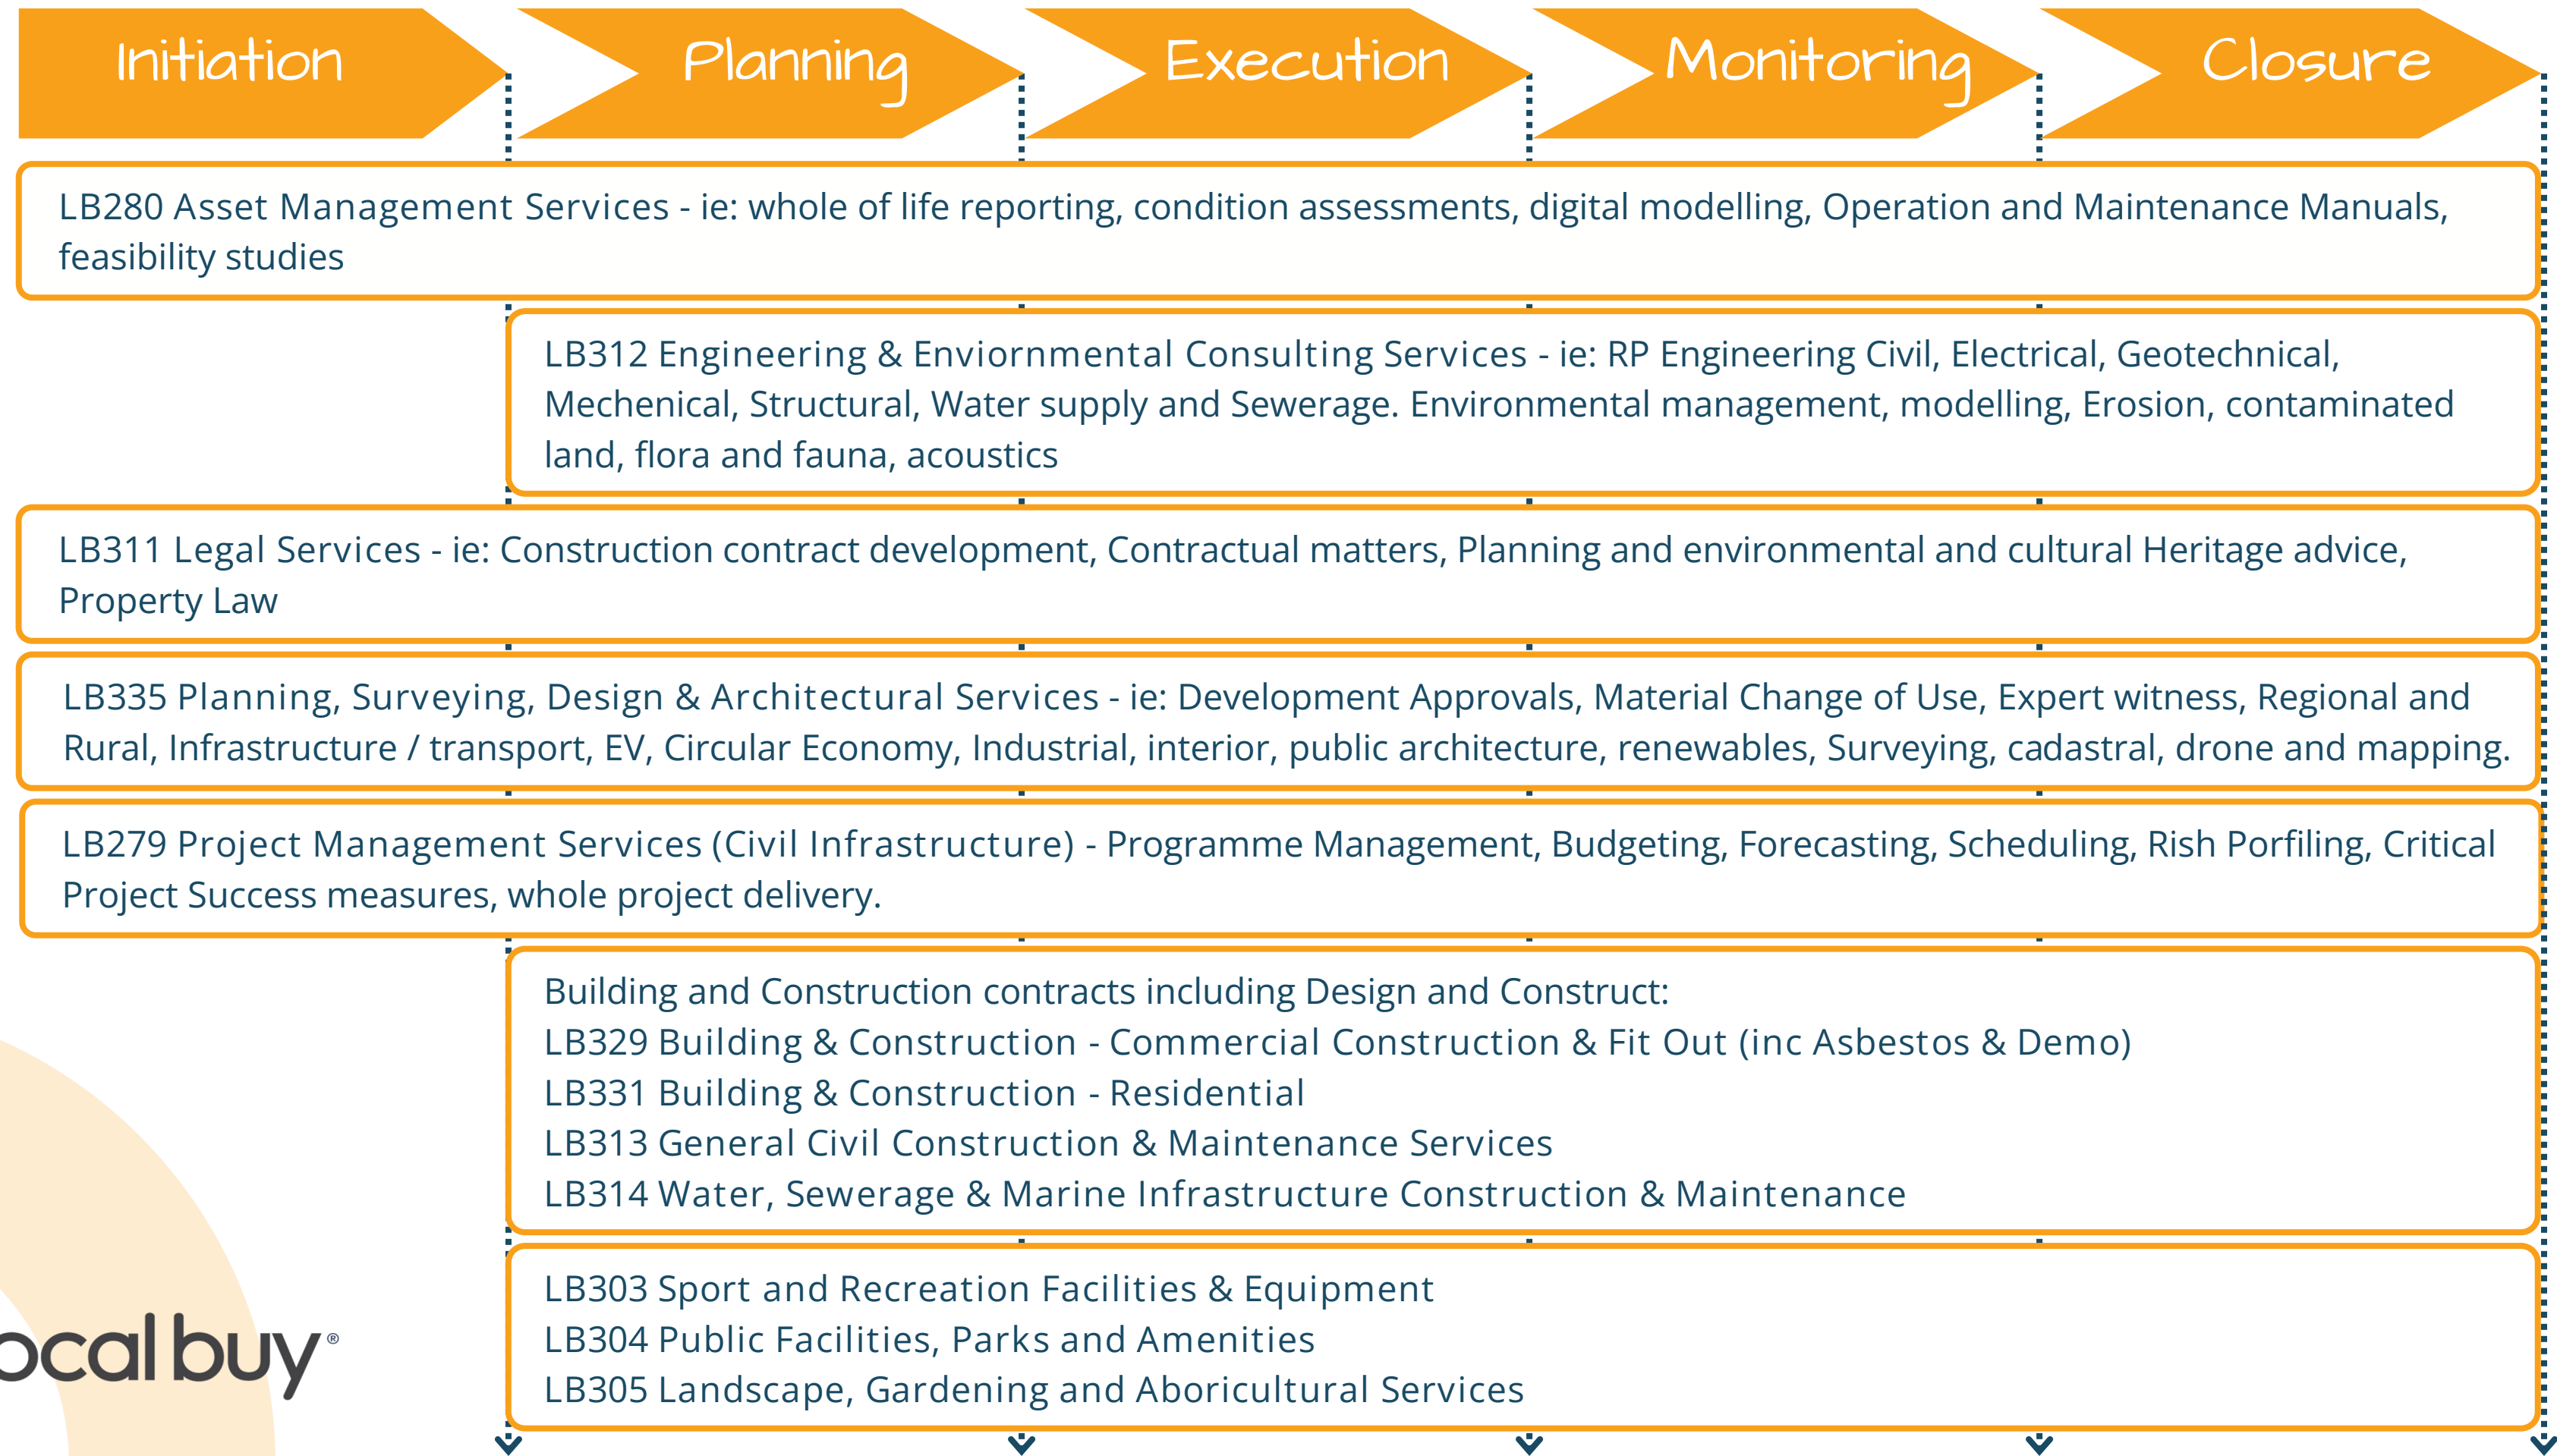 Initiation
Planning
Execution
Monitoring
Closure
LB280 Asset Management Services - ie: whole of life reporting, condition assessments, digital modelling, Operation and Maintenance Manuals,
feasibility studies
LB312 Engineering & Enviornmental Consulting Services - ie: RP Engineering Civil, Electrical, Geotechnical,
Mechenical, Structural, Water supply and Sewerage. Environmental management, modelling, Erosion, contaminated
land, flora and fauna, acoustics
LB311 Legal Services - ie: Construction contract development, Contractual matters, Planning and environmental and cultural Heritage advice,
Property Law
LB335 Planning, Surveying, Design & Architectural Services - ie: Development Approvals, Material Change of Use, Expert witness, Regional and
Rural, Infrastructure / transport, EV, Circular Economy, Industrial, interior, public architecture, renewables, Surveying, cadastral, drone and mapping.
LB279 Project Management Services (Civil Infrastructure) - Programme Management, Budgeting, Forecasting, Scheduling, Rish Porfiling, Critical
Project Success measures, whole project delivery.
Building and Construction contracts including Design and Construct:
LB329 Building & Construction - Commercial Construction & Fit Out (inc Asbestos & Demo)
LB331 Building & Construction - Residential
LB313 General Civil Construction & Maintenance Services
LB314 Water, Sewerage & Marine Infrastructure Construction & Maintenance
LB303 Sport and Recreation Facilities & Equipment
LB304 Public Facilities, Parks and Amenities
LB305 Landscape, Gardening and Aboricultural Services
ocalbuy®